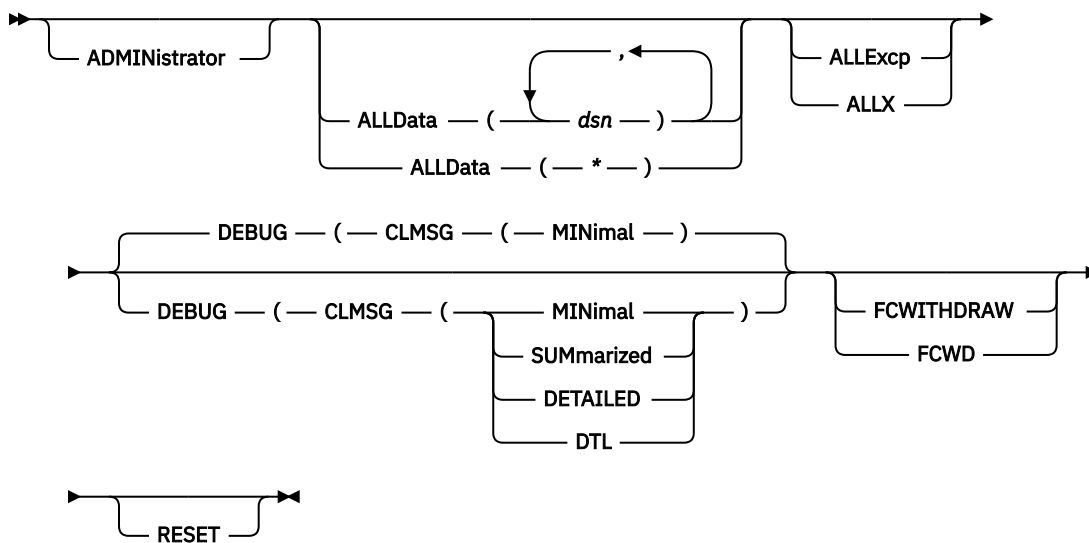 ADMINistrator
,
ALLData ( dsn )
ALLData ( * )
ALLExcp
ALLX
DEBUG ( CLMSG ( MINimal )
DEBUG ( CLMSG ( MINimal )
SUMmarized
DETAILED
DTL
FCWITHDRAW
FCWD
RESET